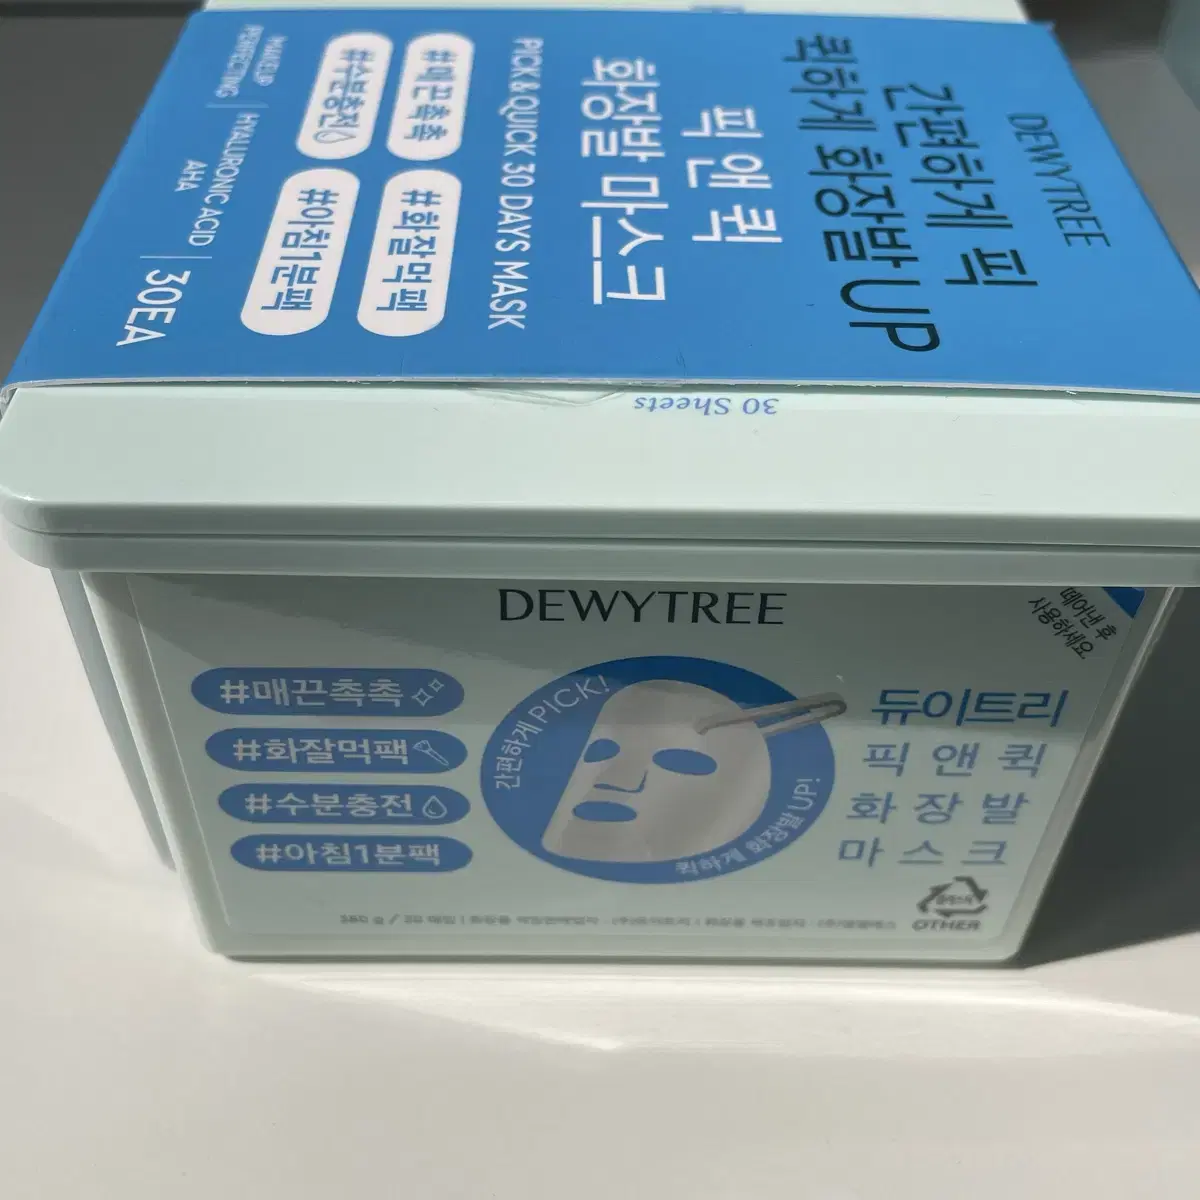 DEWYTREE
간편하게 픽
퀵하게 화장발 UP
픽 앤 퀵
화장발 마스크
PICK & QUICK 30 DAYS MASK
#매끈촉촉
#화잘먹팩
#수분충전
#아침1분팩
MAKEUP PERFECTING | HYALURONIC ACID AHA | 30EA
30 Sheets
DEWYTREE
떼어낸 후
사용하세요
#매끈촉촉
#화잘먹팩
#수분충전
#아침1분팩
간편하게 PICK!
퀵하게 화장발 UP!
듀이트리
픽 앤 퀵
화 장 발
마 스 크
OTHER